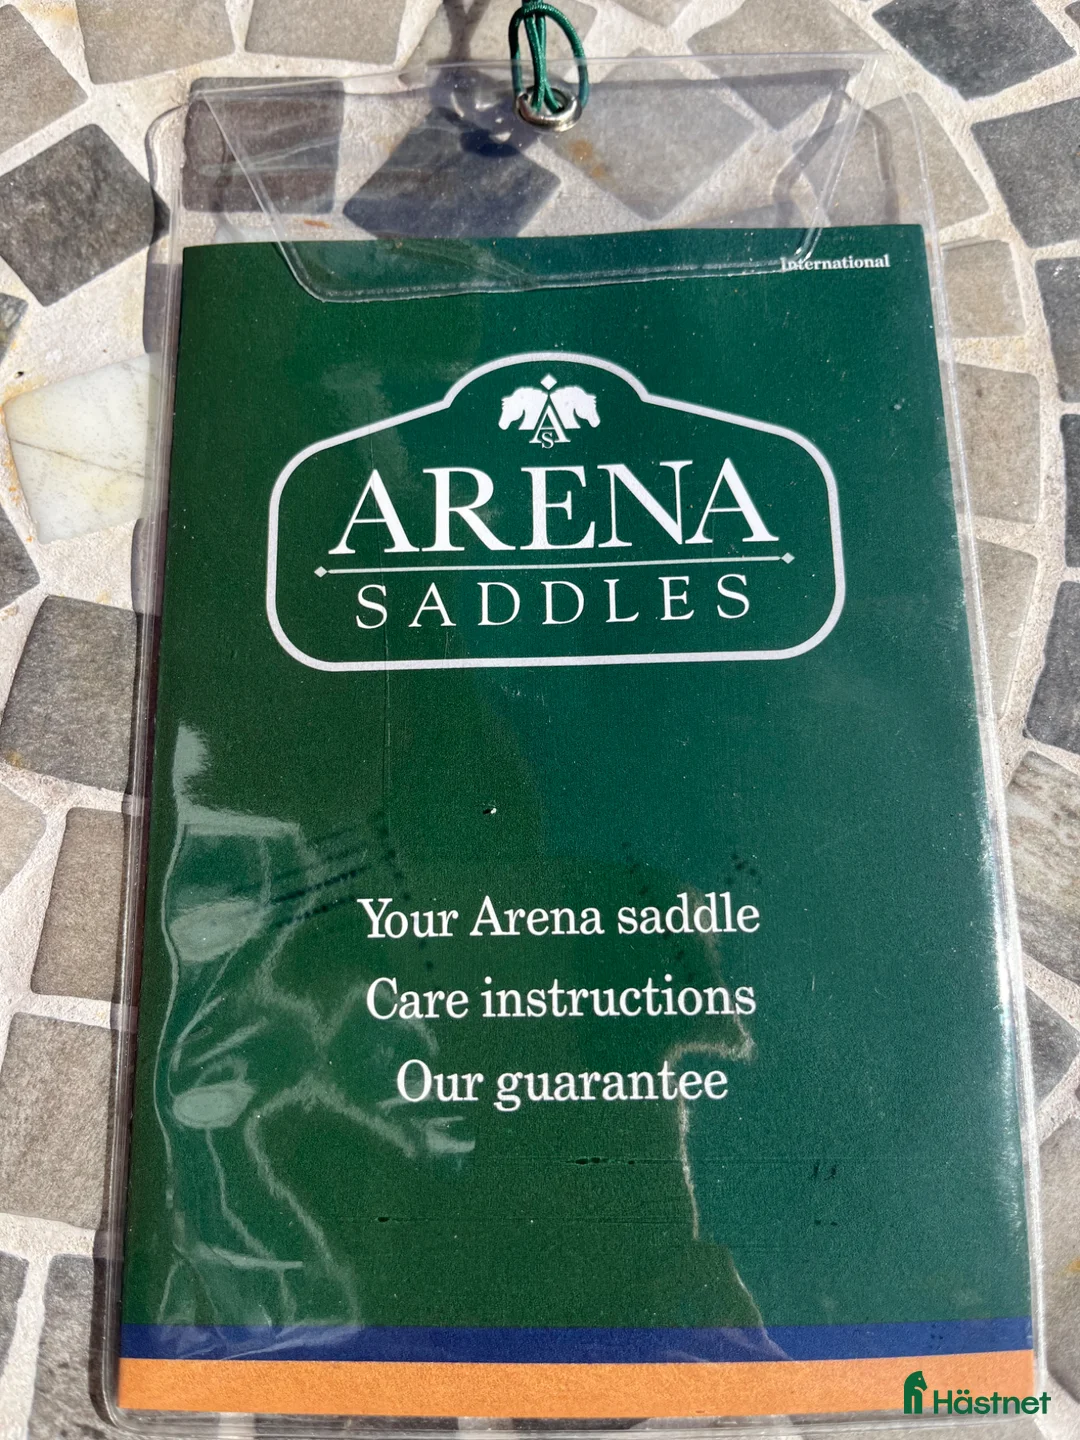 International
AS
ARENA
SADDLES
Your Arena saddle
Care instructions
Our guarantee
Hästnet